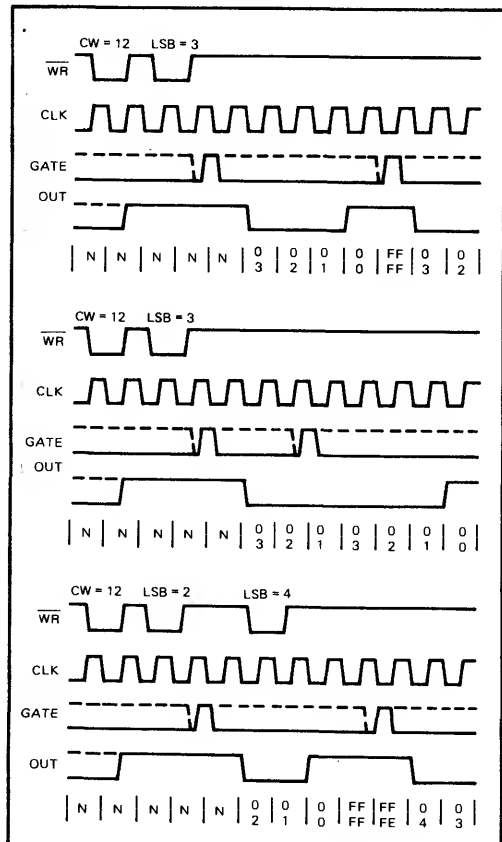 CW = 12 LSB = 3
WR
CLK
GATE
OUT
| N | N | N | N | N | 0 3 | 0 2 | 0 1 | 0 0 | FF FF | 0 3 | 0 2 |
CW = 12 LSB = 3
WR
CLK
GATE
OUT
| N | N | N | N | N | 0 3 | 0 2 | 0 1 | 0 3 | 0 2 | 0 1 | 0 0 |
CW = 12 LSB = 2 LSB = 4
WR
CLK
GATE
OUT
| N | N | N | N | N | 0 2 | 0 1 | 0 0 | FF FF | FF FE | 0 4 | 0 3 |